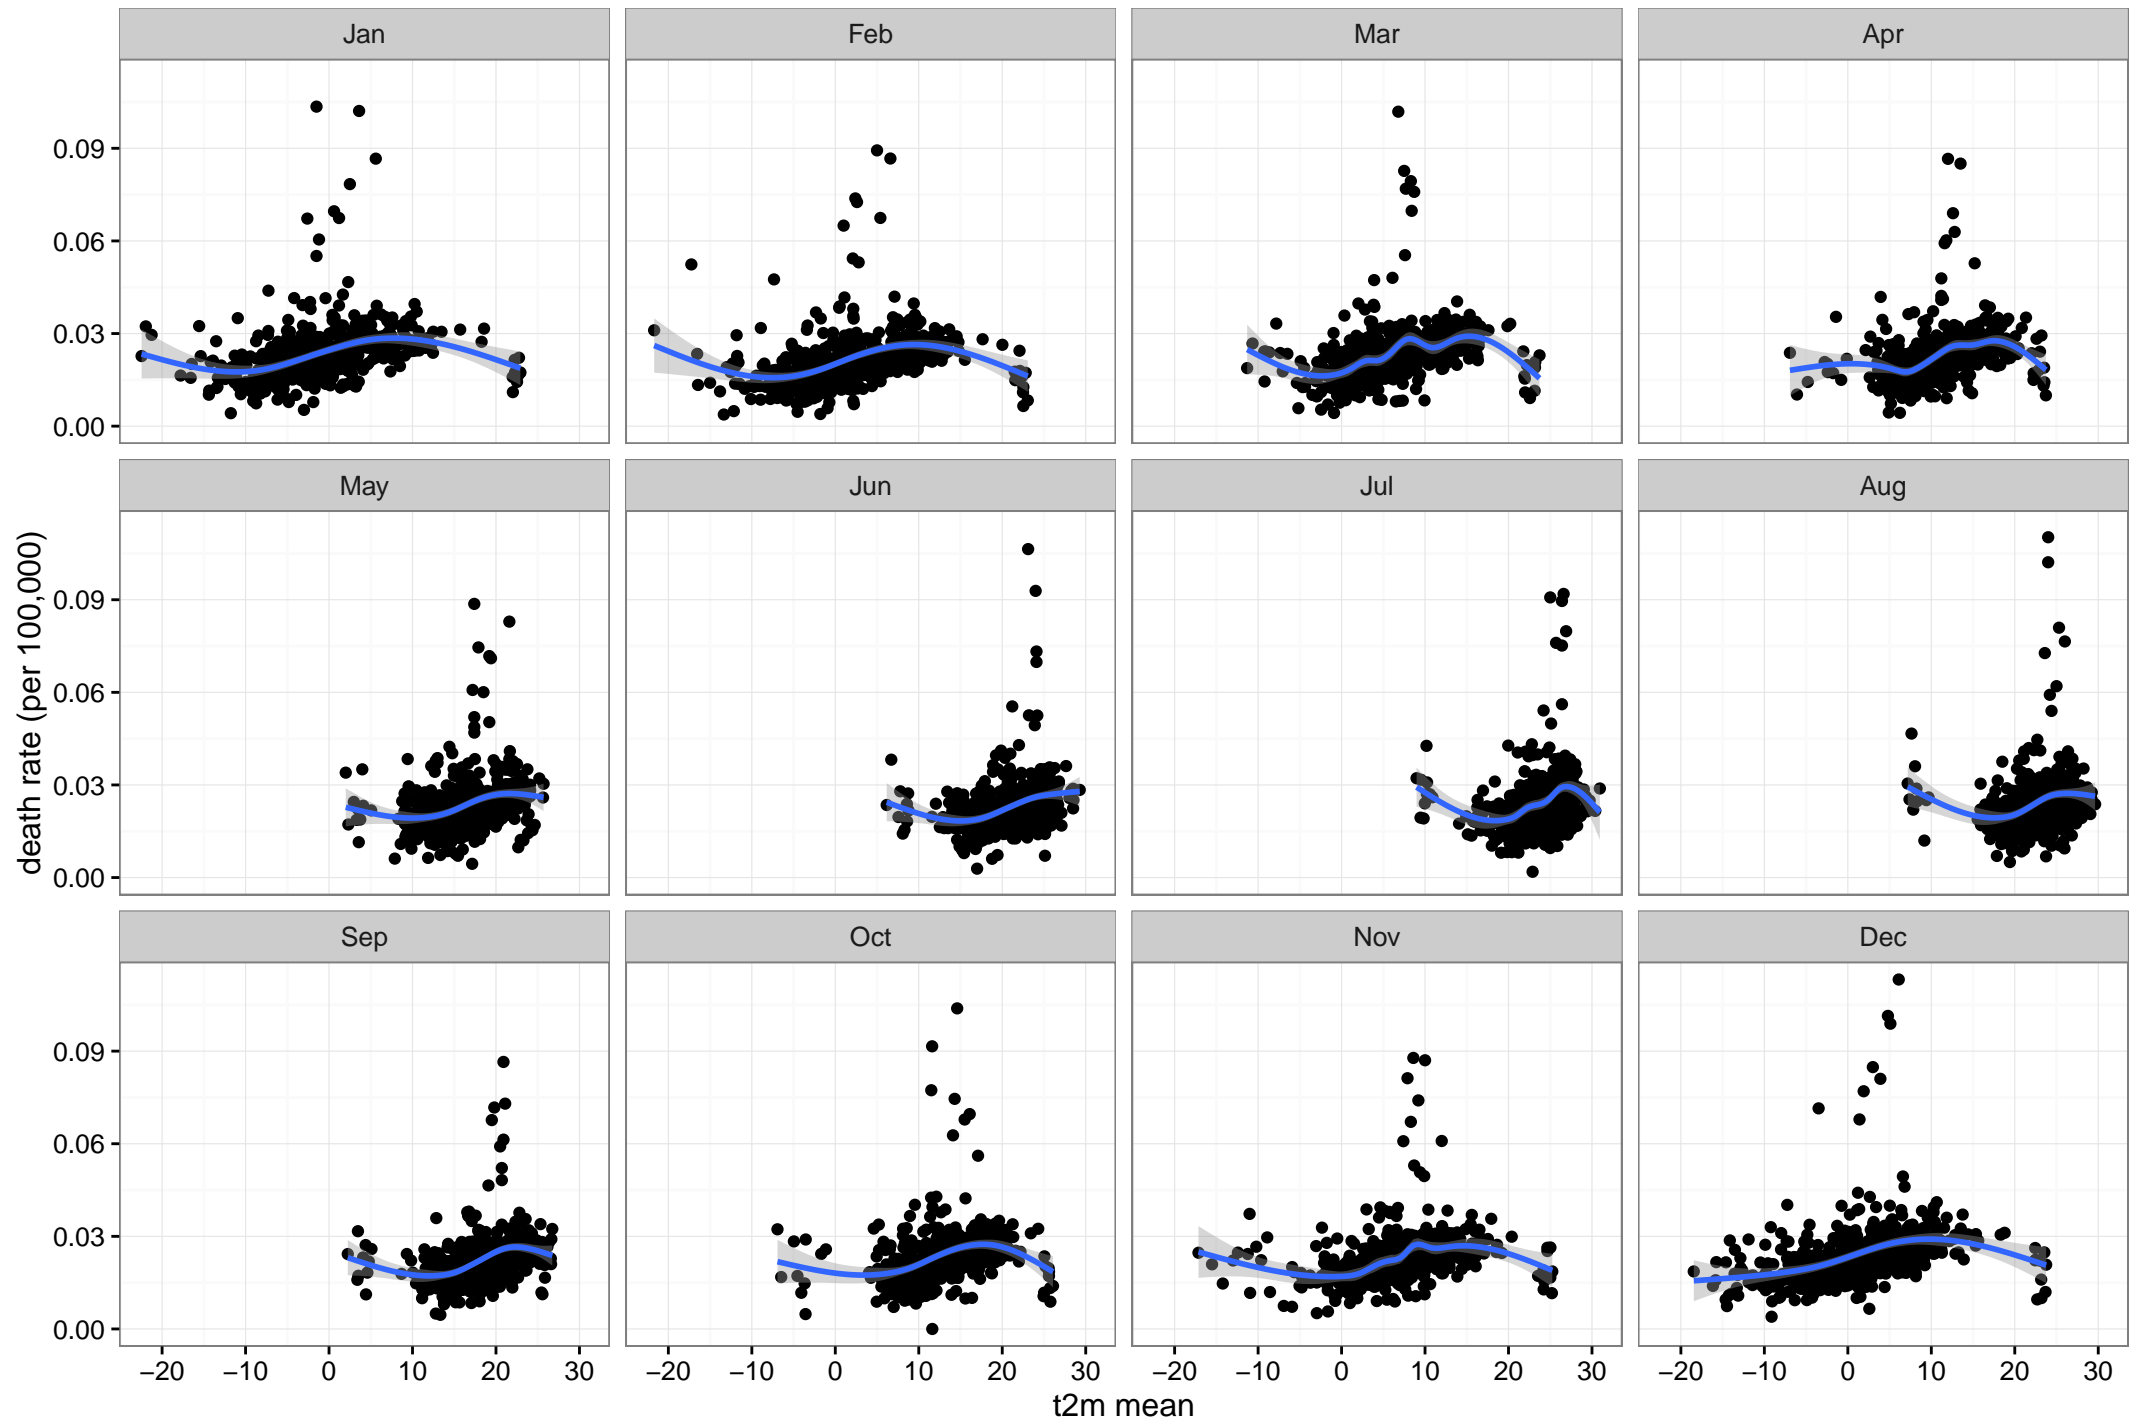 Jan Feb Mar Apr
0.09
0.06
0.03
0.00
May Jun Jul Aug
0.09
0.06
0.03
0.00
death rate (per 100,000)
Sep Oct Nov Dec
0.09
0.06
0.03
0.00
−20 −10 0 10 20 30 −20 −10 0 10 20 30 −20 −10 0 10 20 30 −20 −10 0 10 20 30
t2m mean